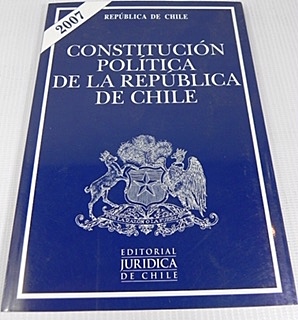 2007
REPÚBLICA DE CHILE
CONSTITUCIÓN
POLÍTICA
DE LA REPÚBLICA
DE CHILE
EDITORIAL
JURIDICA
DE CHILE